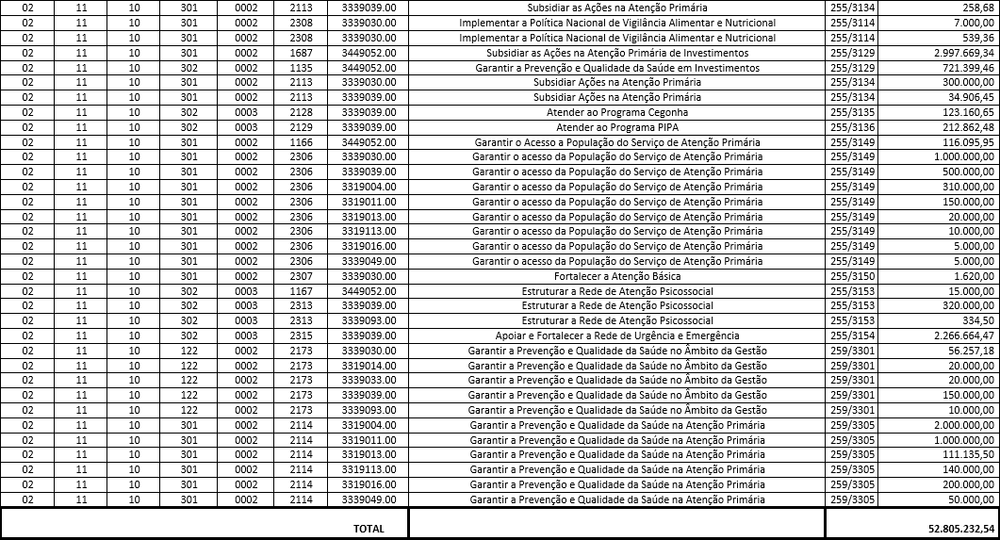 02 11 10 301 0002 2113 3339039.00 Subsidiar as Ações na Atenção Primária 255/3134 258,68
02 11 10 301 0002 2308 3339030.00 Implementar a Política Nacional de Vigilância Alimentar e Nutricional 255/3114 7.000,00
02 11 10 301 0002 2308 3339030.00 Implementar a Política Nacional de Vigilância Alimentar e Nutricional 255/3114 539,36
02 11 10 301 0002 1687 3449052.00 Subsidiar as Ações na Atenção Primária de Investimentos 255/3129 2.997.669,34
02 11 10 302 0002 1135 3449052.00 Garantir a Prevenção e Qualidade da Saúde em Investimentos 255/3129 721.399,46
02 11 10 301 0002 2113 3339030.00 Subsidiar Ações na Atenção Primária 255/3134 300.000,00
02 11 10 301 0002 2113 3339039.00 Subsidiar Ações na Atenção Primária 255/3134 34.906,45
02 11 10 302 0003 2128 3339039.00 Atender ao Programa Cegonha 255/3135 123.160,65
02 11 10 302 0003 2129 3339039.00 Atender ao Programa PIPA 255/3136 212.862,48
02 11 10 301 0002 1166 3449052.00 Garantir o Acesso a População do Serviço de Atenção Primária 255/3149 116.095,95
02 11 10 301 0002 2306 3339030.00 Garantir o acesso da População do Serviço de Atenção Primária 255/3149 1.000.000,00
02 11 10 301 0002 2306 3339039.00 Garantir o acesso da População do Serviço de Atenção Primária 255/3149 500.000,00
02 11 10 301 0002 2306 3319004.00 Garantir o acesso da População do Serviço de Atenção Primária 255/3149 310.000,00
02 11 10 301 0002 2306 3319011.00 Garantir o acesso da População do Serviço de Atenção Primária 255/3149 150.000,00
02 11 10 301 0002 2306 3319013.00 Garantir o acesso da População do Serviço de Atenção Primária 255/3149 20.000,00
02 11 10 301 0002 2306 3319113.00 Garantir o acesso da População do Serviço de Atenção Primária 255/3149 10.000,00
02 11 10 301 0002 2306 3319016.00 Garantir o acesso da População do Serviço de Atenção Primária 255/3149 5.000,00
02 11 10 301 0002 2306 3339049.00 Garantir o acesso da População do Serviço de Atenção Primária 255/3149 5.000,00
02 11 10 301 0002 2307 3339030.00 Fortalecer a Atenção Básica 255/3150 1.620,00
02 11 10 302 0003 1167 3449052.00 Estruturar a Rede de Atenção Psicossocial 255/3153 15.000,00
02 11 10 302 0003 2313 3339039.00 Estruturar a Rede de Atenção Psicossocial 255/3153 320.000,00
02 11 10 302 0003 2313 3339093.00 Estruturar a Rede de Atenção Psicossocial 255/3153 334,50
02 11 10 302 0003 2315 3339039.00 Apoiar e Fortalecer a Rede de Urgência e Emergência 255/3154 2.266.664,47
02 11 10 122 0002 2173 3339030.00 Garantir a Prevenção e Qualidade da Saúde no Âmbito da Gestão 259/3301 56.257,18
02 11 10 122 0002 2173 3319014.00 Garantir a Prevenção e Qualidade da Saúde no Âmbito da Gestão 259/3301 20.000,00
02 11 10 122 0002 2173 3339033.00 Garantir a Prevenção e Qualidade da Saúde no Âmbito da Gestão 259/3301 20.000,00
02 11 10 122 0002 2173 3339039.00 Garantir a Prevenção e Qualidade da Saúde no Âmbito da Gestão 259/3301 150.000,00
02 11 10 122 0002 2173 3339093.00 Garantir a Prevenção e Qualidade da Saúde no Âmbito da Gestão 259/3301 10.000,00
02 11 10 301 0002 2114 3319004.00 Garantir a Prevenção e Qualidade da Saúde na Atenção Primária 259/3305 2.000.000,00
02 11 10 301 0002 2114 3319011.00 Garantir a Prevenção e Qualidade da Saúde na Atenção Primária 259/3305 1.000.000,00
02 11 10 301 0002 2114 3319013.00 Garantir a Prevenção e Qualidade da Saúde na Atenção Primária 259/3305 111.135,50
02 11 10 301 0002 2114 3319113.00 Garantir a Prevenção e Qualidade da Saúde na Atenção Primária 259/3305 140.000,00
02 11 10 301 0002 2114 3319016.00 Garantir a Prevenção e Qualidade da Saúde na Atenção Primária 259/3305 200.000,00
02 11 10 301 0002 2114 3339049.00 Garantir a Prevenção e Qualidade da Saúde na Atenção Primária 259/3305 50.000,00
TOTAL 52.805.232,54